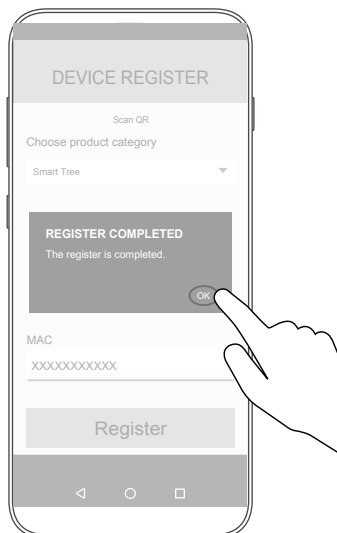 DEVICE REGISTER
Scan QR
Choose product category
Smart Tree
REGISTER COMPLETED
The register is completed.
OK
MAC
XXXXXXXXXXX
Register